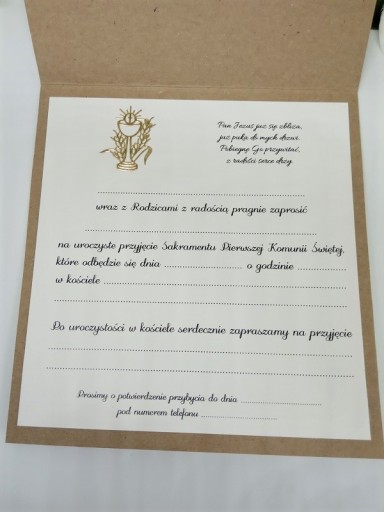 Pan Jezus już się zbliża,
już puka do mych drzwi.
Pobiegnę Go przywitać,
z radości serce drży.
........................................
wraz z Rodzicami z radością pragnie zaprosić
........................................
na uroczyste przyjęcie Sakramentu Pierwszej Komunii Świętej,
które odbędzie się dnia .................... o godzinie ............
w kościele ........................................
........................................
Po uroczystości w kościele serdecznie zapraszamy na przyjęcie
........................................
........................................
Prosimy o potwierdzenie przybycia do dnia ....................
pod numerem telefonu ....................